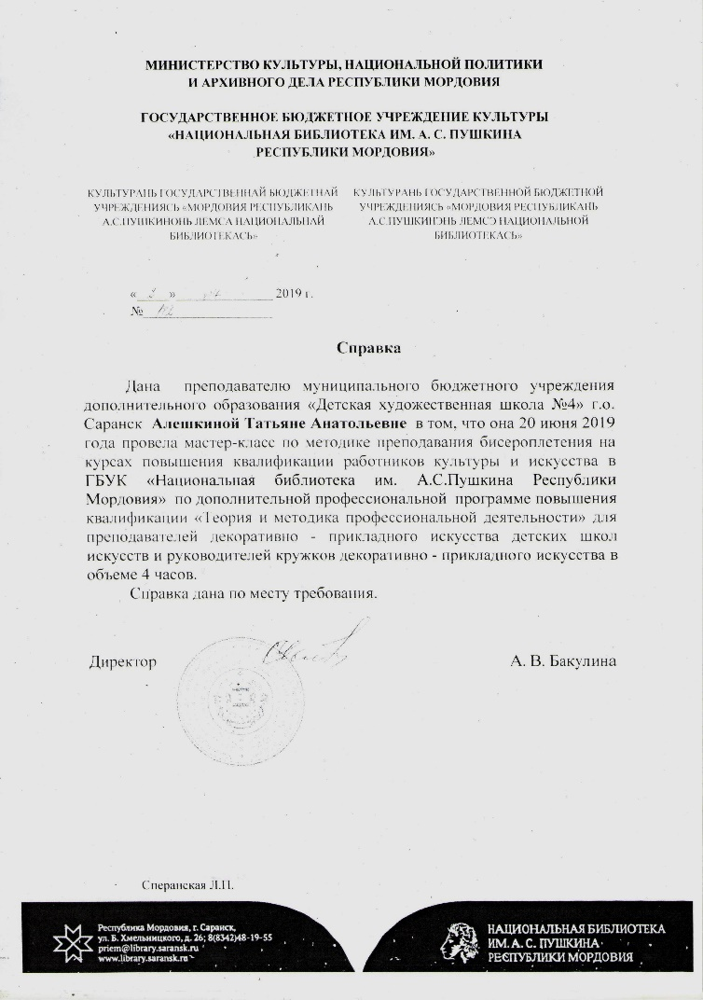 МИНИСТЕРСТВО КУЛЬТУРЫ, НАЦИОНАЛЬНОЙ ПОЛИТИКИ
И АРХИВНОГО ДЕЛА РЕСПУБЛИКИ МОРДОВИЯ
ГОСУДАРСТВЕННОЕ БЮДЖЕТНОЕ УЧРЕЖДЕНИЕ КУЛЬТУРЫ
«НАЦИОНАЛЬНАЯ БИБЛИОТЕКА ИМ. А. С. ПУШКИНА
РЕСПУБЛИКИ МОРДОВИЯ»
КУЛЬТУРАНЬ ГОСУДАРСТВЕННАЙ БЮДЖЕТНАЙ
УЧРЕЖДЕНИЯСЬ «МОРДОВИЯ РЕСПУБЛИКАНЬ
А.С.ПУШКИНОНЬ ЛЕМСА НАЦИОНАЛЬНАЙ
БИБЛИОТЕКАСЬ»
КУЛЬТУРАНЬ ГОСУДАРСТВЕННОЙ БЮДЖЕТНОЙ
УЧРЕЖДЕНИЯСЬ «МОРДОВИЯ РЕСПУБЛИКАНЬ
А.С.ПУШКИНЭНЬ ЛЕМСЭ НАЦИОНАЛЬНОЙ
БИБЛИОТЕКАСЬ»
« » 2019 г.
№
Справка
Дана преподавателю муниципального бюджетного учреждения
дополнительного образования «Детская художественная школа №4» г.о.
Саранск Алешкиной Татьяне Анатольевне в том, что она 20 июня 2019
года провела мастер-класс по методике преподавания бисероплетения на
курсах повышения квалификации работников культуры и искусства в
ГБУК «Национальная библиотека им. А.С.Пушкина Республики
Мордовия» по дополнительной профессиональной программе повышения
квалификации «Теория и методика профессиональной деятельности» для
преподавателей декоративно - прикладного искусства детских школ
искусств и руководителей кружков декоративно - прикладного искусства в
объеме 4 часов.
Справка дана по месту требования.
Директор А. В. Бакулина
Сперанская Л.П.
Республика Мордовия, г. Саранск,
ул. Б. Хмельницкого, д. 26; 8(8342)48-19-55
priem@library.saransk.ru
www.library.saransk.ru
НАЦИОНАЛЬНАЯ БИБЛИОТЕКА
ИМ. А. С. ПУШКИНА
РЕСПУБЛИКИ МОРДОВИЯ